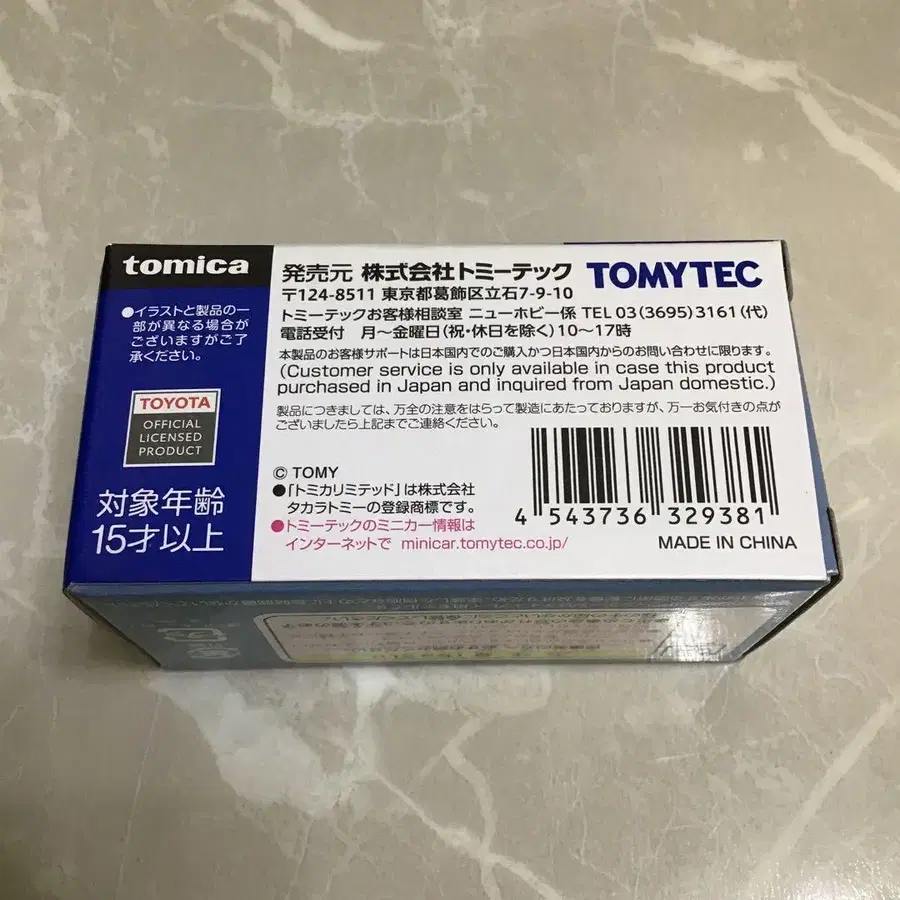 tomica
●イラストと製品の一
部が異なる場合が
ございますがご了
承ください。
TOYOTA
OFFICIAL
LICENSED
PRODUCT
対象年齢
15才以上
発売元 株式会社トミーテック TOMYTEC
〒124-8511 東京都葛飾区立石7-9-10
トミーテックお客様相談室 ニューホビー係 TEL 03(3695)3161(代)
電話受付 月〜金曜日(祝・休日を除く)10〜17時
本製品のお客様サポートは日本国内でのご購入かつ日本国内からのお問い合わせに限ります。
(Customer service is only available in case this product
purchased in Japan and inquired from Japan domestic.)
製品につきましては、万全の注意をはらって製造にあたっておりますが、万一お気付きの点が
ございましたら上記までご連絡ください。
© TOMY
●「トミカリミテッド」は株式会社
タカラトミーの登録商標です。
●トミーテックのミニカー情報は
インターネットで minicar.tomytec.co.jp/
4 543736 329381
MADE IN CHINA